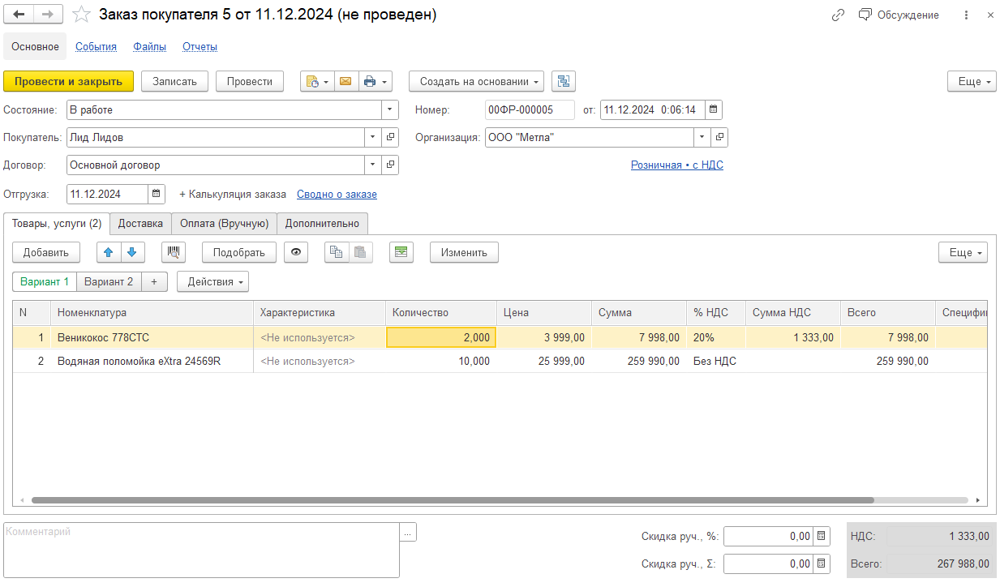 Заказ покупателя 5 от 11.12.2024 (не проведен) Обсуждение
Основное События Файлы Отчеты
Провести и закрыть Записать Провести Создать на основании Еще
Состояние: В работе Номер: 00ФР-000005 от: 11.12.2024 0:06:14
Покупатель: Лид Лидов Организация: ООО "Метла"
Договор: Основной договор Розничная • с НДС
Отгрузка: 11.12.2024 + Калькуляция заказа Сводно о заказе
Товары, услуги (2) Доставка Оплата (Вручную) Дополнительно
Добавить Подобрать Изменить Еще
Вариант 1 Вариант 2 + Действия
N Номенклатура Характеристика Количество Цена Сумма % НДС Сумма НДС Всего Специфи
1 Веникокос 778СТС <Не используется> 2,000 3 999,00 7 998,00 20% 1 333,00 7 998,00
2 Водяная поломойка eXtra 24569R <Не используется> 10,000 25 999,00 259 990,00 Без НДС 259 990,00
Комментарий ...
Скидка руч., %: 0,00 НДС: 1 333,00
Скидка руч., Σ: 0,00 Всего: 267 988,00